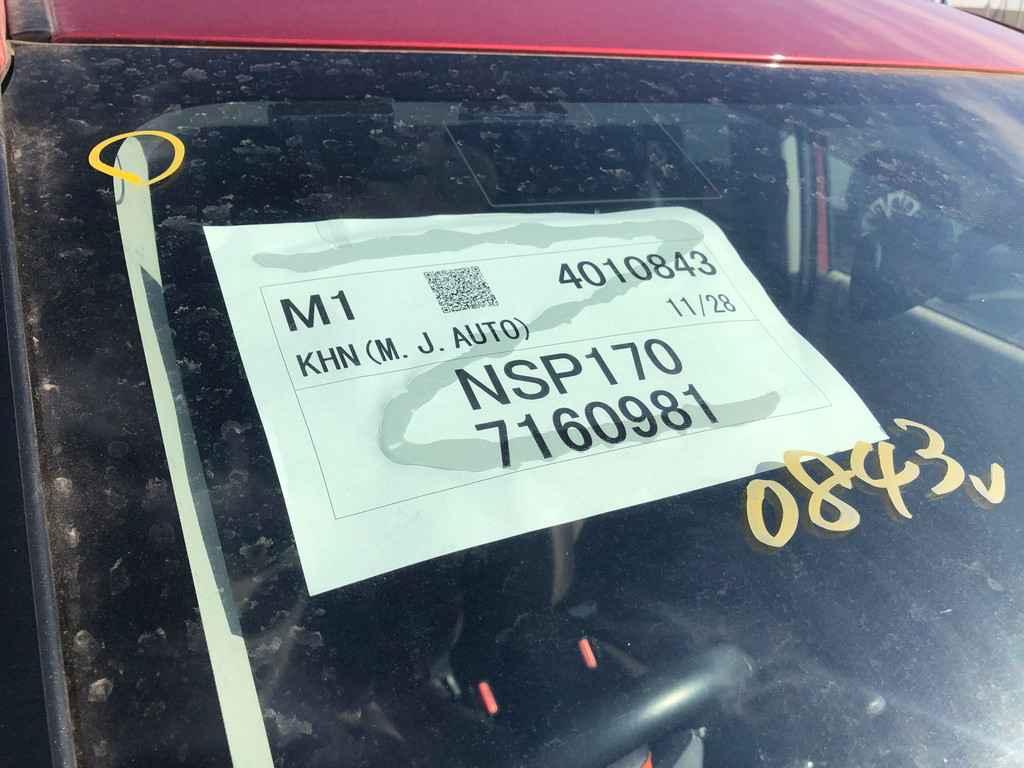 M1 4010843
11/28
KHN(M. J. AUTO)
NSP170
7160981
0843